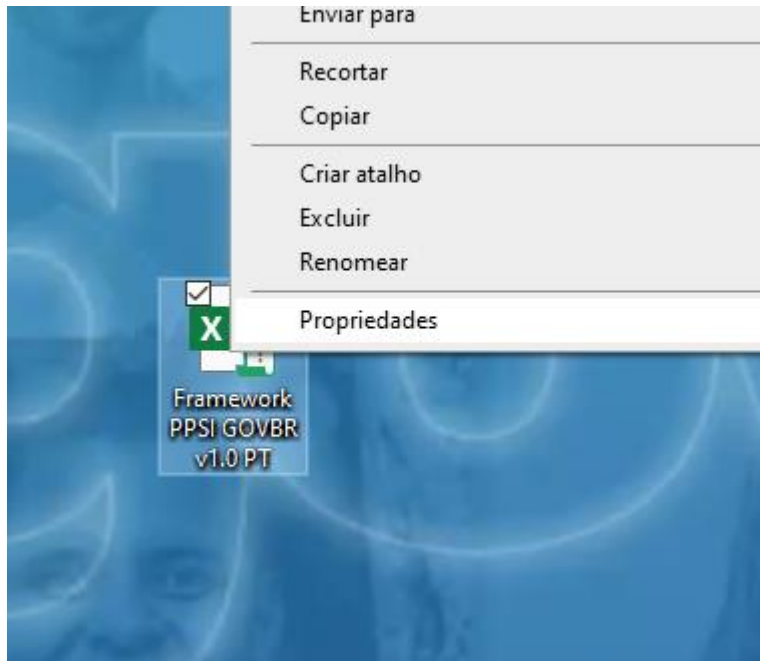 Enviar para
Recortar
Copiar
Criar atalho
Excluir
Renomear
Propriedades
X
Framework
PPSI GOVBR
v1.0 PT